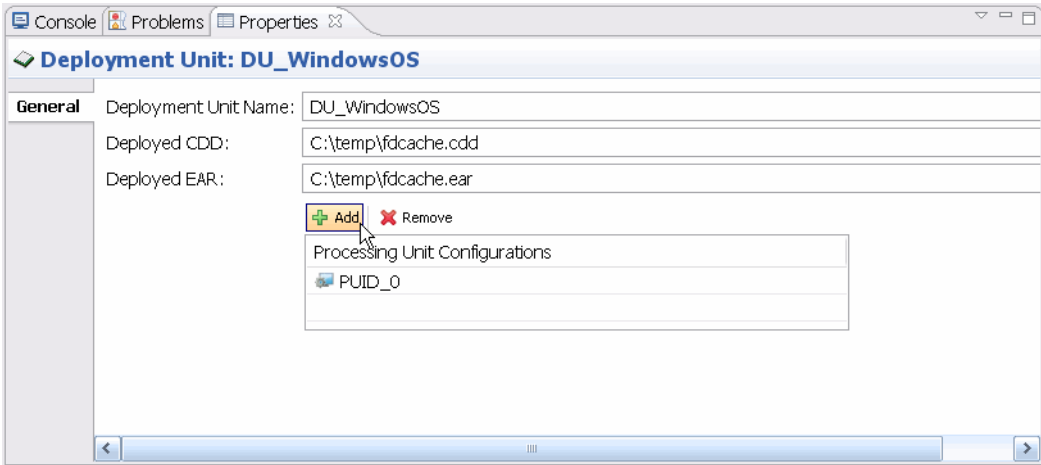 Console Problems Properties
Deployment Unit: DU_WindowsOS
General
Deployment Unit Name: DU_WindowsOS
Deployed CDD: C:\temp\fdcache.cdd
Deployed EAR: C:\temp\fdcache.ear
Add Remove
Processing Unit Configurations
PUID_0